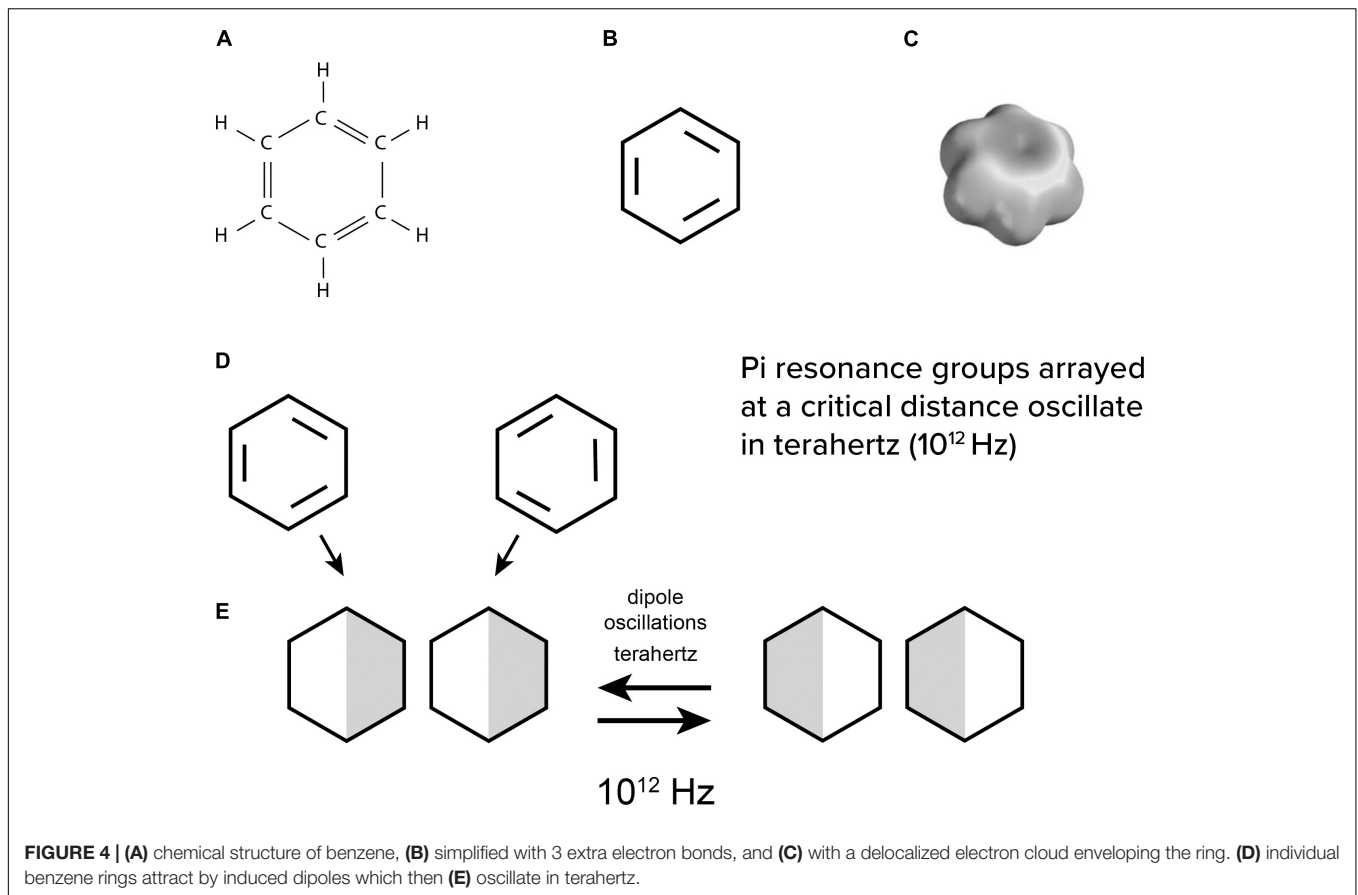 A
B
C
H
H
C
H
C
C
C
C
H
C
H
H
D
Pi resonance groups arrayed
at a critical distance oscillate
in terahertz (10¹² Hz)
E
dipole
oscillations
terahertz
10¹² Hz
FIGURE 4 | (A) chemical structure of benzene, (B) simplified with 3 extra electron bonds, and (C) with a delocalized electron cloud enveloping the ring. (D) individual
benzene rings attract by induced dipoles which then (E) oscillate in terahertz.